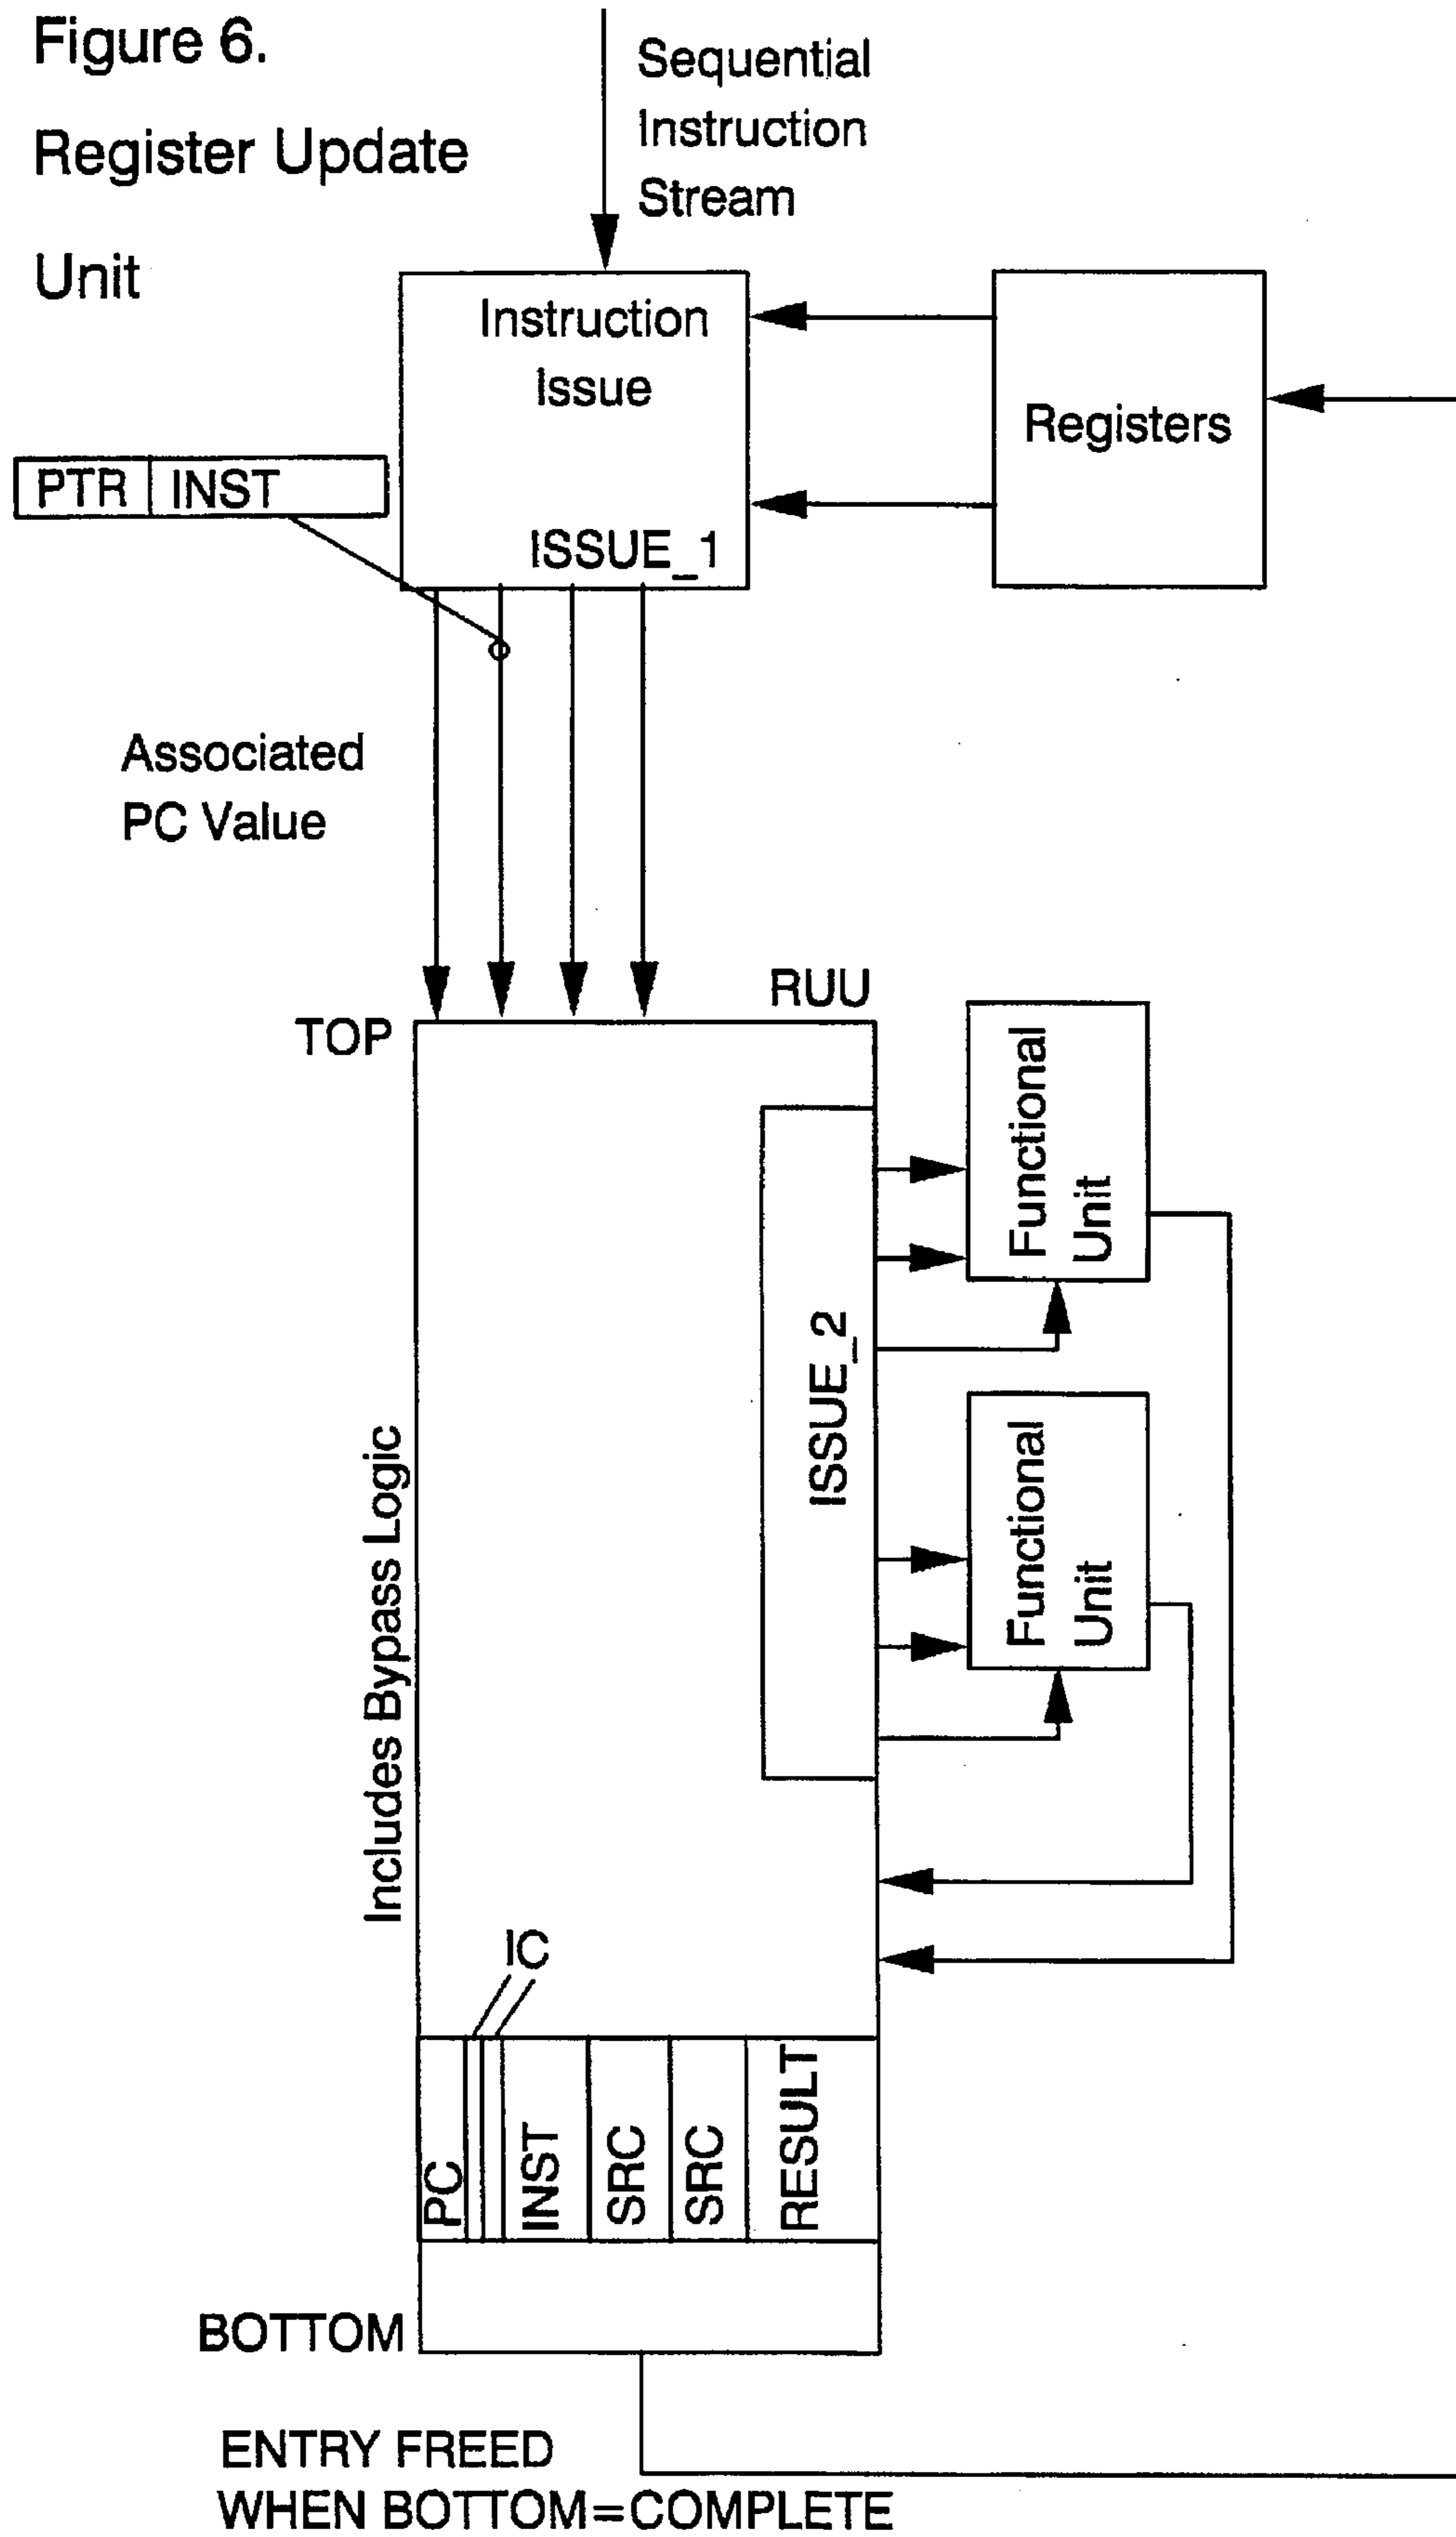 Figure 6.
Register Update
Unit
Sequential
Instruction
Stream
Instruction
Issue
ISSUE_1
Registers
PTR
INST
Associated
PC Value
RUU
TOP
Functional
Unit
ISSUE_2
Functional
Unit
Includes Bypass Logic
IC
PC
INST
SRC
SRC
RESULT
BOTTOM
ENTRY FREED
WHEN BOTTOM=COMPLETE